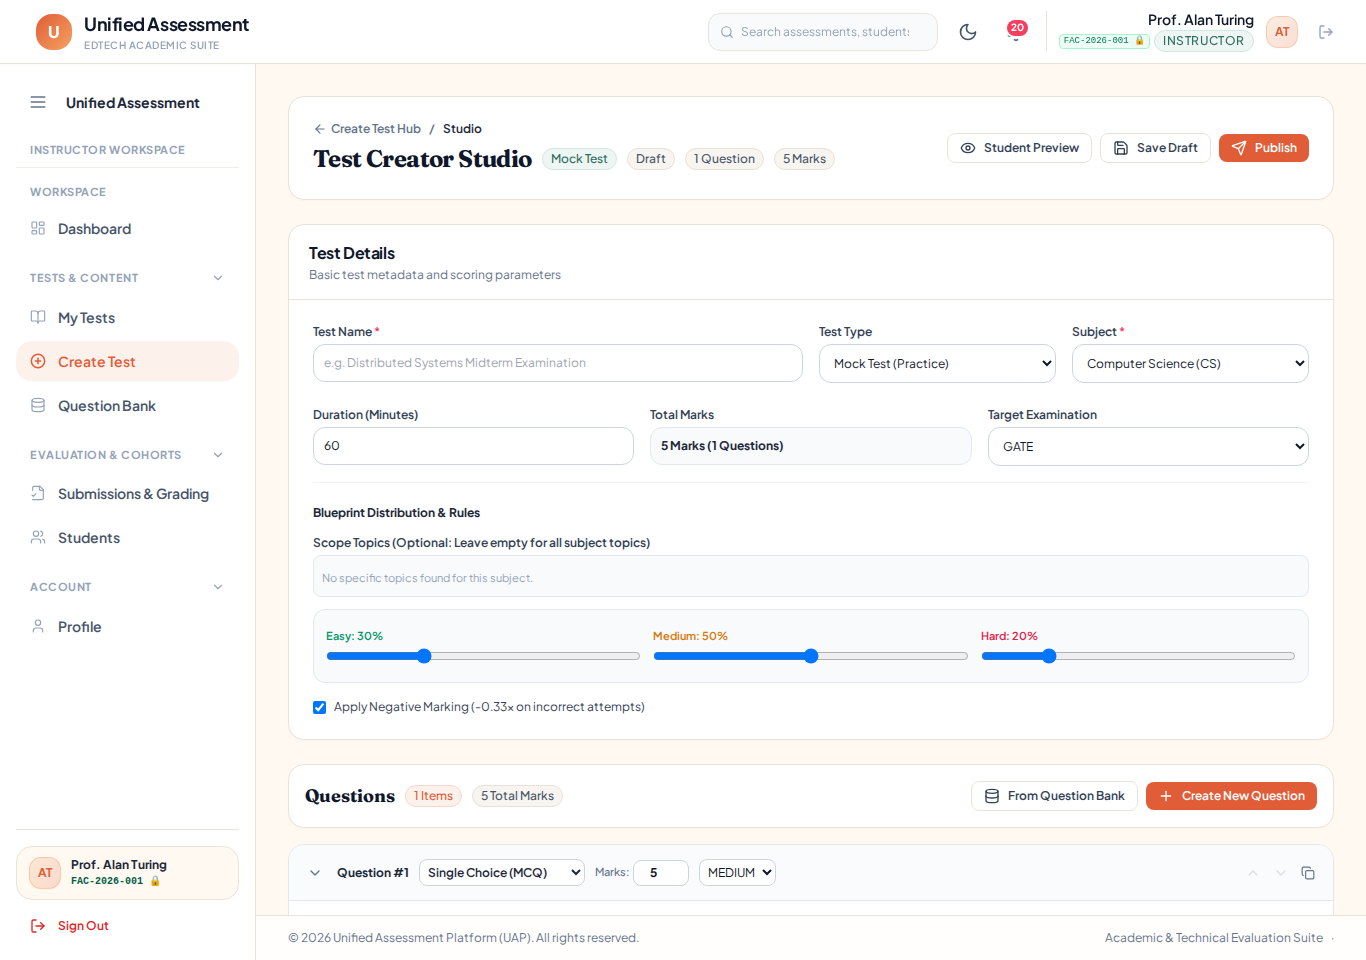 U
Unified Assessment
EDTECH ACADEMIC SUITE
Search assessments, students
20
Prof. Alan Turing
FAC-2026-001 🔒
INSTRUCTOR
AT
Unified Assessment
INSTRUCTOR WORKSPACE
WORKSPACE
Dashboard
TESTS & CONTENT
My Tests
Create Test
Question Bank
EVALUATION & COHORTS
Submissions & Grading
Students
ACCOUNT
Profile
AT
Prof. Alan Turing
FAC-2026-001 🔒
Sign Out
← Create Test Hub / Studio
Test Creator Studio
Mock Test
Draft
1 Question
5 Marks
Student Preview
Save Draft
Publish
Test Details
Basic test metadata and scoring parameters
Test Name *
e.g. Distributed Systems Midterm Examination
Test Type
Mock Test (Practice)
Subject *
Computer Science (CS)
Duration (Minutes)
60
Total Marks
5 Marks (1 Questions)
Target Examination
GATE
Blueprint Distribution & Rules
Scope Topics (Optional: Leave empty for all subject topics)
No specific topics found for this subject.
Easy: 30%
Medium: 50%
Hard: 20%
Apply Negative Marking (-0.33x on incorrect attempts)
Questions
1 Items
5 Total Marks
From Question Bank
+ Create New Question
Question #1
Single Choice (MCQ)
Marks:
5
MEDIUM
© 2026 Unified Assessment Platform (UAP). All rights reserved.
Academic & Technical Evaluation Suite ·